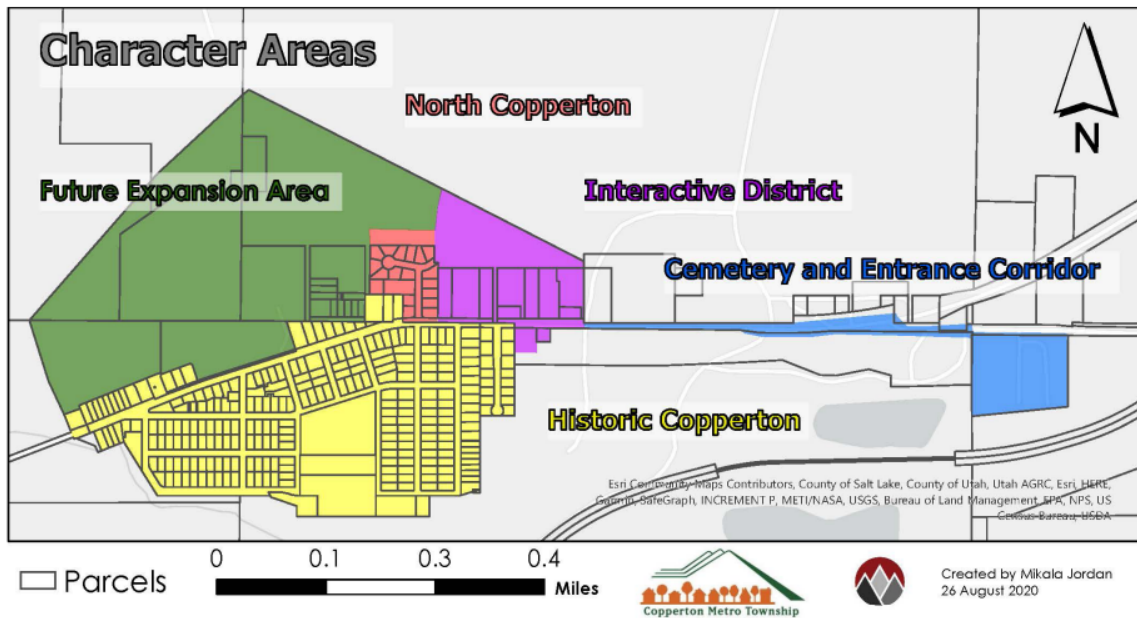 Character Areas
North Copperton
N
Future Expansion Area
Interactive District
Cemetery and Entrance Corridor
Historic Copperton
Esri Community Maps Contributors, County of Salt Lake, County of Utah, Utah AGRC, Esri, HERE,
Garmin, SafeGraph, INCREMENT P, METI/NASA, USGS, Bureau of Land Management, EPA, NPS, US
Census Bureau, USDA
Parcels
0 0.1 0.3 0.4
Miles
Copperton Metro Township
Created by Mikala Jordan
26 August 2020